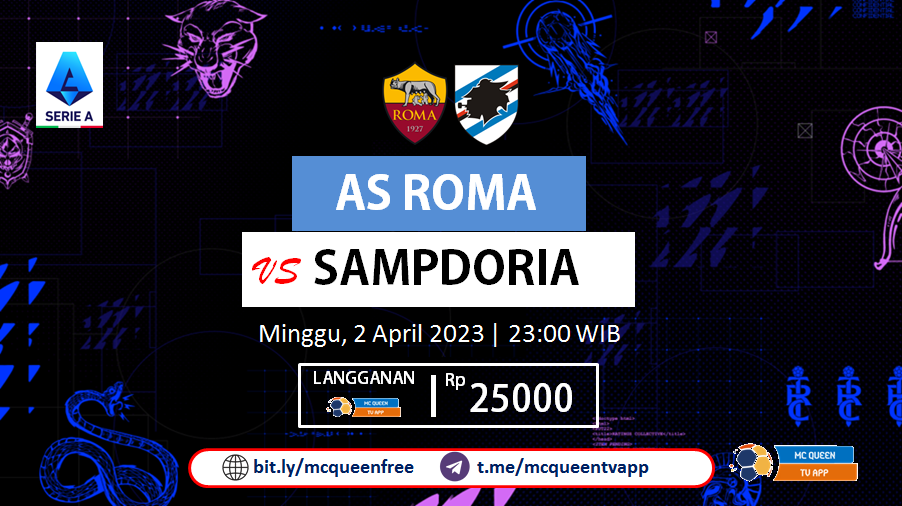 SERIE A
ROMA
1927
AS ROMA
VS SAMPDORIA
Minggu, 2 April 2023 | 23:00 WIB
LANGGANAN
MC QUEEN
TV APP
Rp 25000
bit.ly/mcqueenfree
t.me/mcqueentvapp
MC QUEEN
TV APP